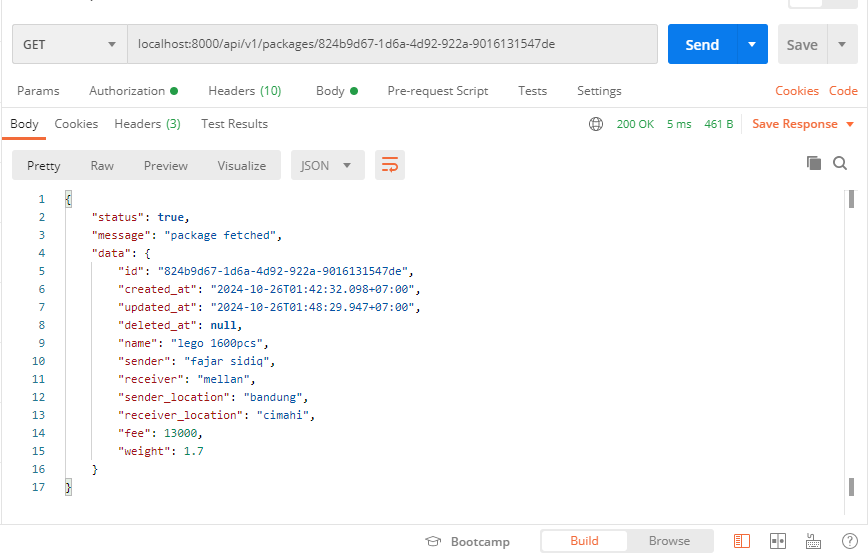 GET localhost:8000/api/v1/packages/824b9d67-1d6a-4d92-922a-9016131547de Send Save
Params Authorization Headers (10) Body Pre-request Script Tests Settings Cookies Code
Body Cookies Headers (3) Test Results 200 OK 5 ms 461 B Save Response
Pretty Raw Preview Visualize JSON
1 {
2 "status": true,
3 "message": "package fetched",
4 "data": {
5 "id": "824b9d67-1d6a-4d92-922a-9016131547de",
6 "created_at": "2024-10-26T01:42:32.098+07:00",
7 "updated_at": "2024-10-26T01:48:29.947+07:00",
8 "deleted_at": null,
9 "name": "lego 1600pcs",
10 "sender": "fajar sidiq",
11 "receiver": "mellan",
12 "sender_location": "bandung",
13 "receiver_location": "cimahi",
14 "fee": 13000,
15 "weight": 1.7
16 }
17 }
Bootcamp Build Browse